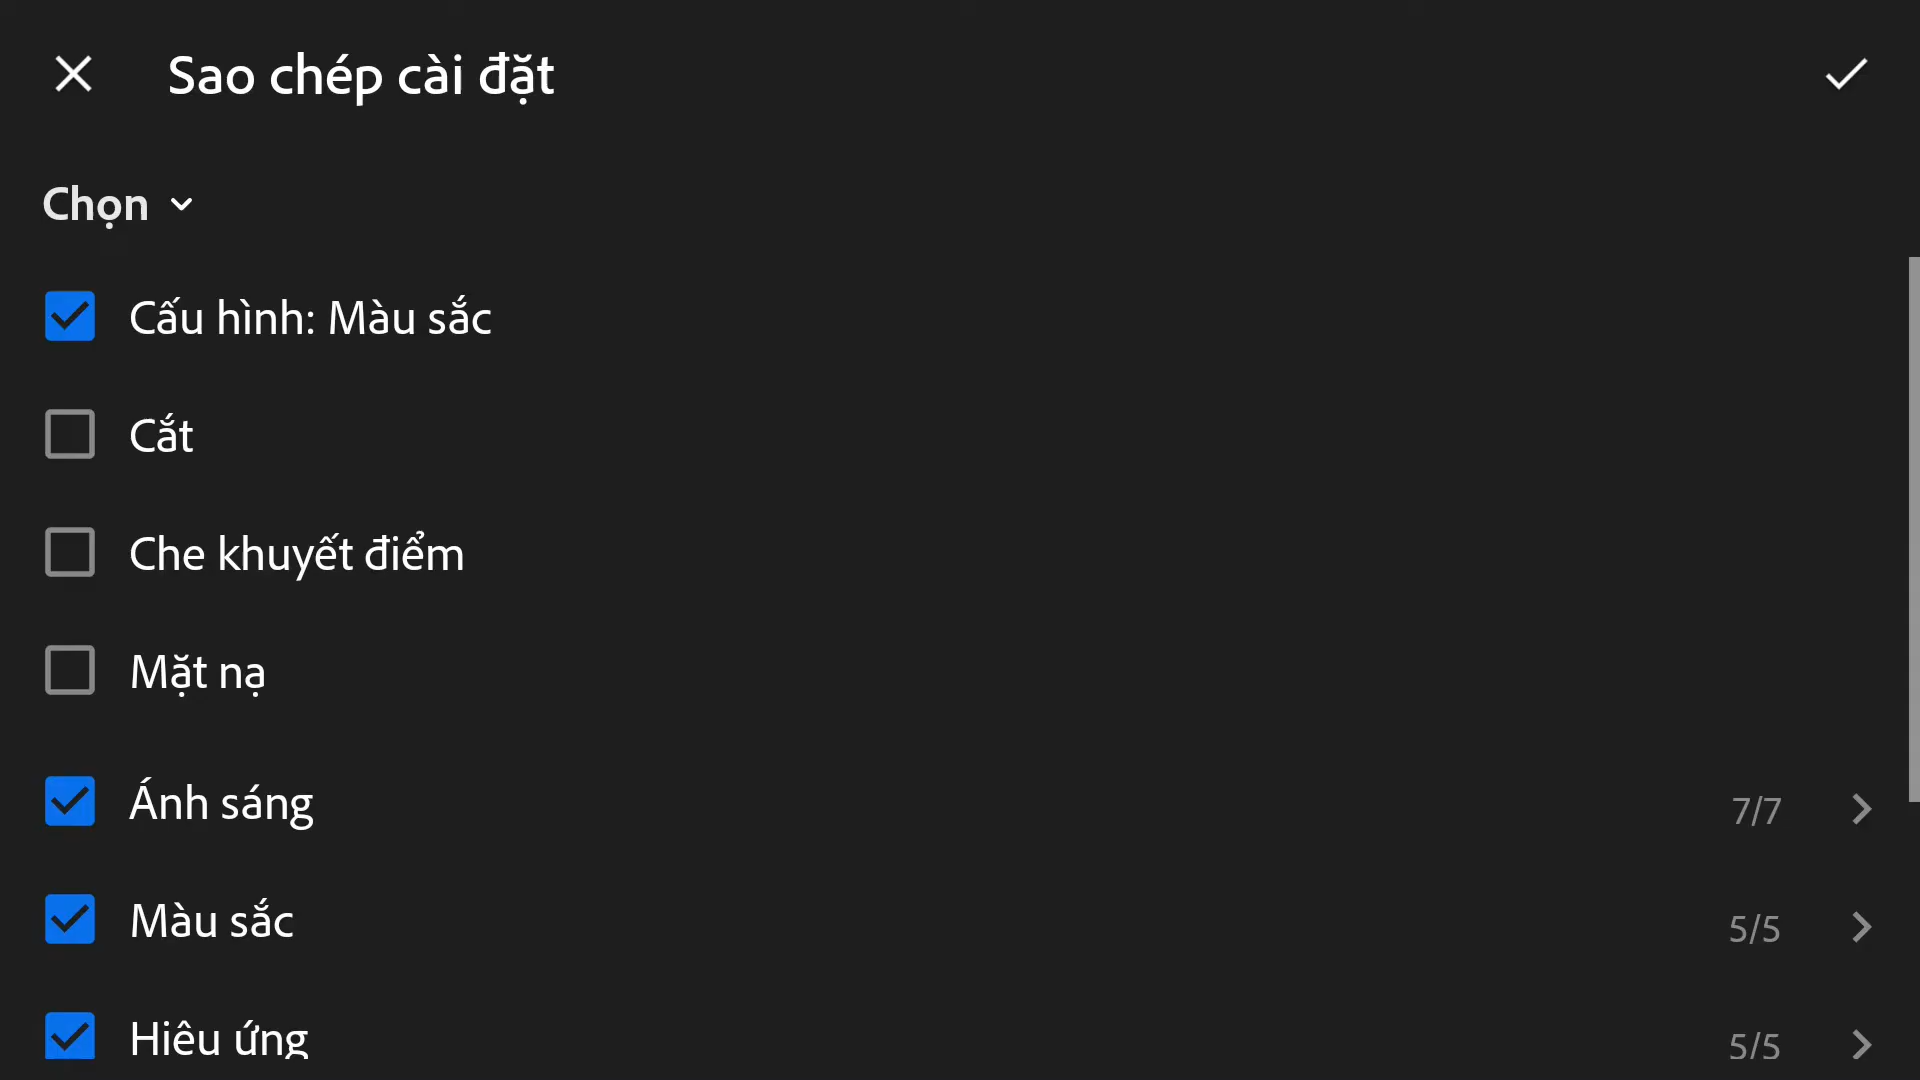 Sao chép cài đặt
Chọn
Cấu hình: Màu sắc
Cắt
Che khuyết điểm
Mặt nạ
Ánh sáng 7/7
Màu sắc 5/5
Hiệu ứng 5/5